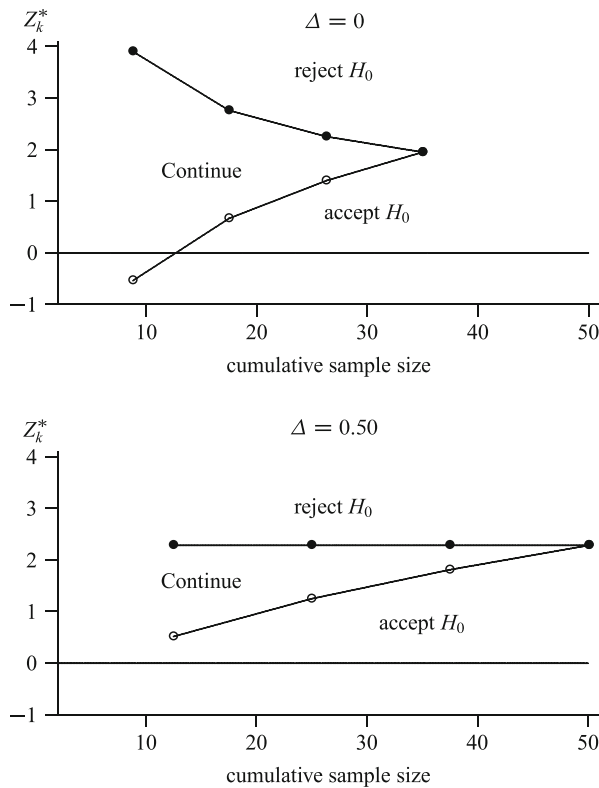 Z*k Δ = 0
4
reject H0
3
2
Continue
1
accept H0
0
−1
10 20 30 40 50
cumulative sample size
Z*k Δ = 0.50
4
3
reject H0
2
Continue
1
accept H0
0
−1
10 20 30 40 50
cumulative sample size